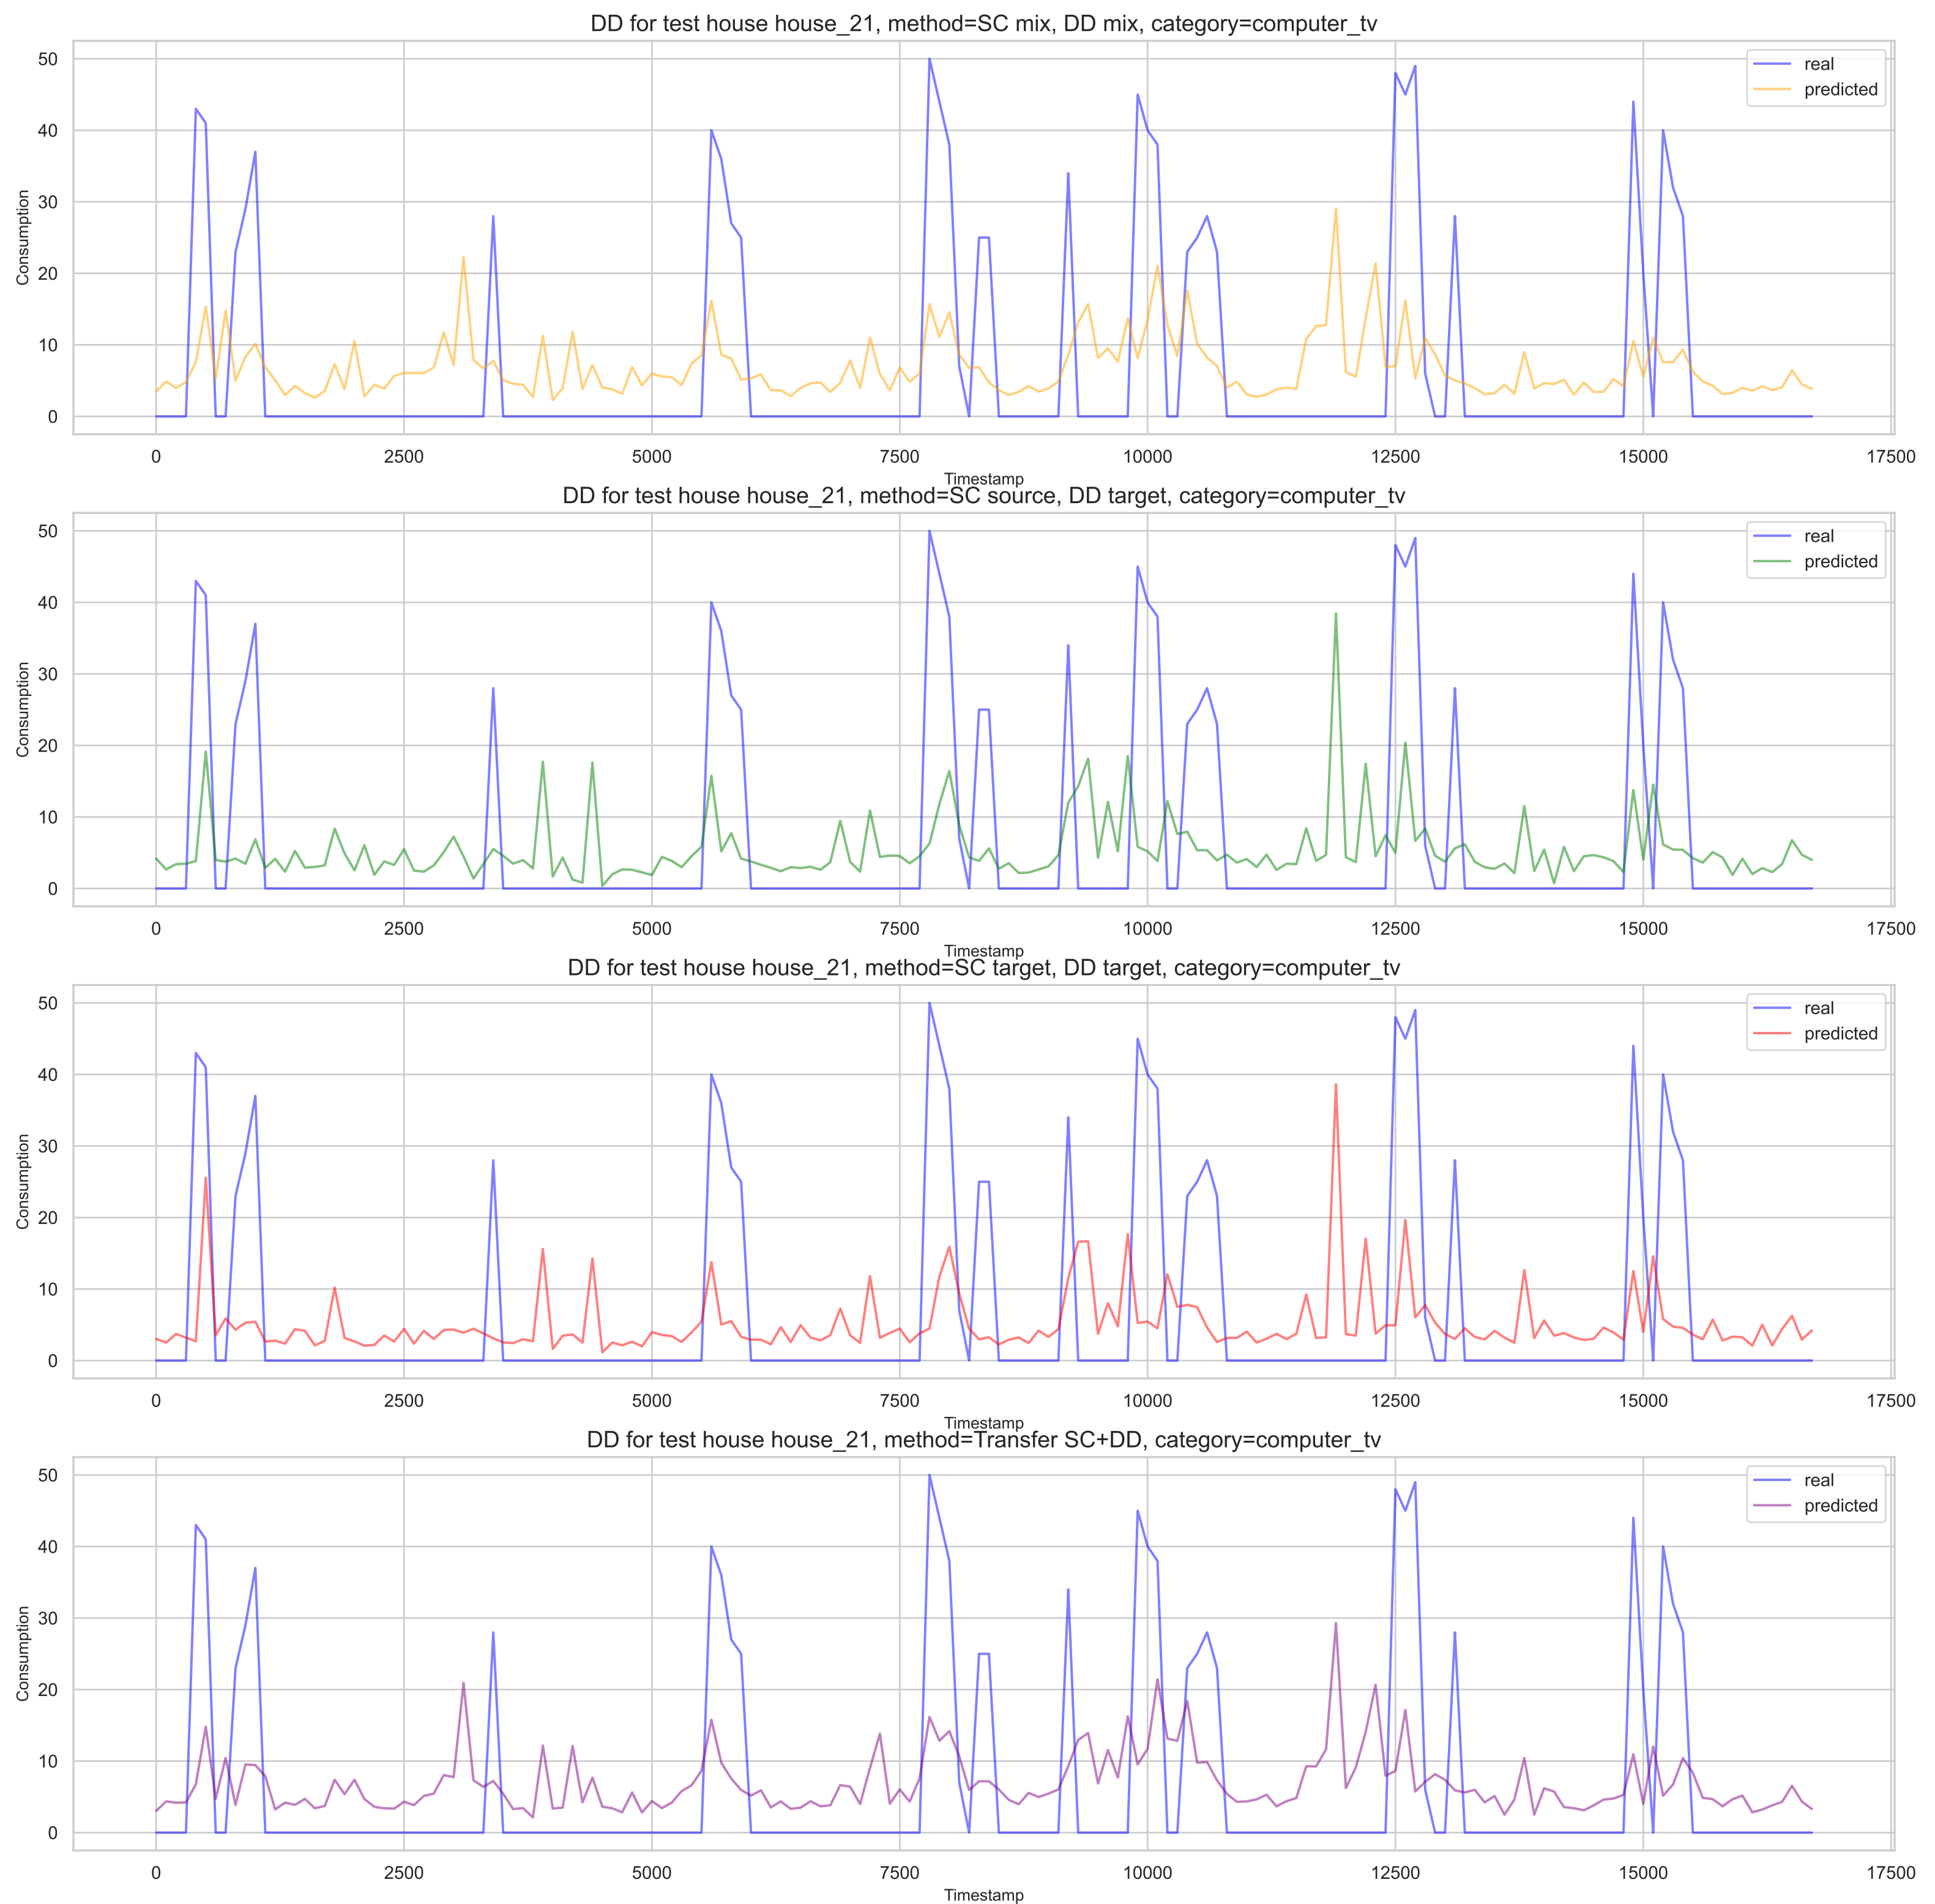 DD for test house house_21, method=SC mix, DD mix, category=computer_tv
50
40
30
20
10
0
Consumption
real
predicted
0 2500 5000 7500 10000 12500 15000 17500
Timestamp
DD for test house house_21, method=SC source, DD target, category=computer_tv
50
40
30
20
10
0
Consumption
real
predicted
0 2500 5000 7500 10000 12500 15000 17500
Timestamp
DD for test house house_21, method=SC target, DD target, category=computer_tv
50
40
30
20
10
0
Consumption
real
predicted
0 2500 5000 7500 10000 12500 15000 17500
Timestamp
DD for test house house_21, method=Transfer SC+DD, category=computer_tv
50
40
30
20
10
0
Consumption
real
predicted
0 2500 5000 7500 10000 12500 15000 17500
Timestamp